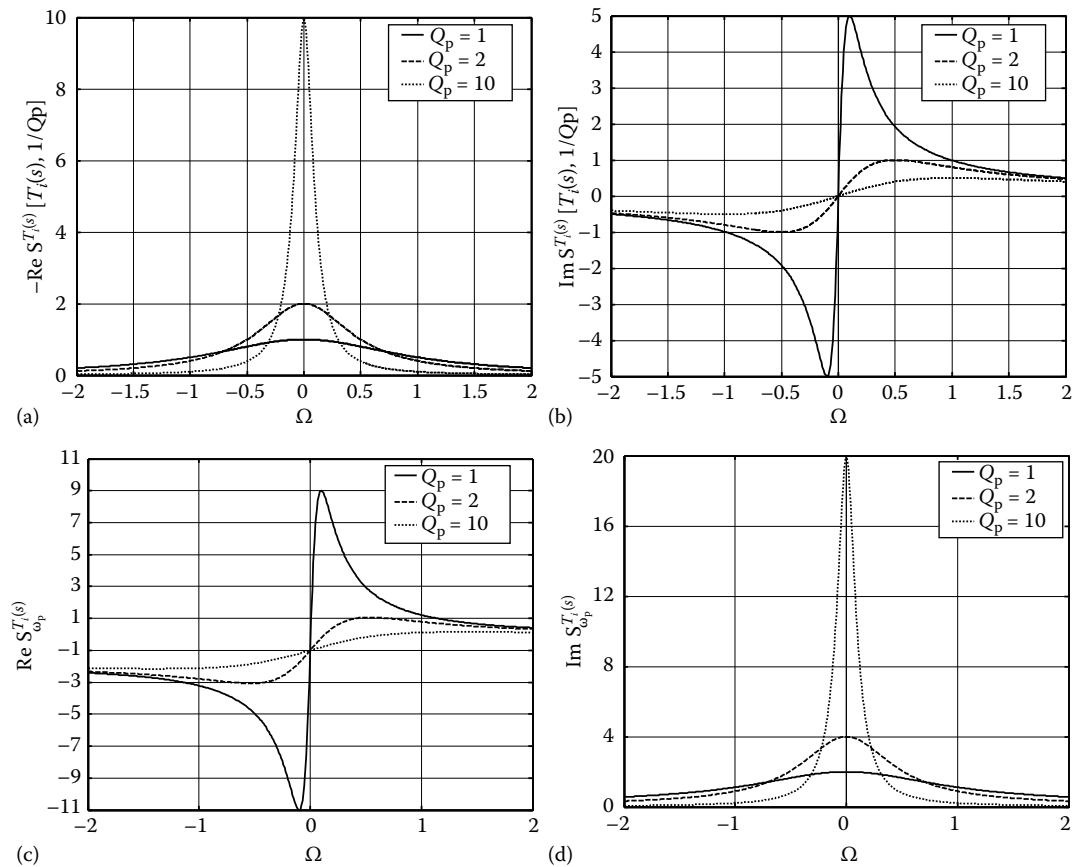 10
8
6
4
2
0
−2
−1.5
−1
−0.5
0
0.5
1
1.5
2
Ω
−Re S^{T_i(s)} [T_i(s), 1/Qp]
Q_p = 1
Q_p = 2
Q_p = 10
(a)
5
4
3
2
1
0
−1
−2
−3
−4
−5
−2
−1.5
−1
−0.5
0
0.5
1
1.5
2
Ω
Im S^{T_i(s)} [T_i(s), 1/Qp]
Q_p = 1
Q_p = 2
Q_p = 10
(b)
11
9
7
5
3
1
−1
−3
−5
−7
−9
−11
−2
−1
0
1
2
Ω
Re S_{ω_p}^{T_i(s)}
Q_p = 1
Q_p = 2
Q_p = 10
(c)
20
16
12
8
4
0
−2
−1
0
1
2
Ω
Im S_{ω_p}^{T_i(s)}
Q_p = 1
Q_p = 2
Q_p = 10
(d)